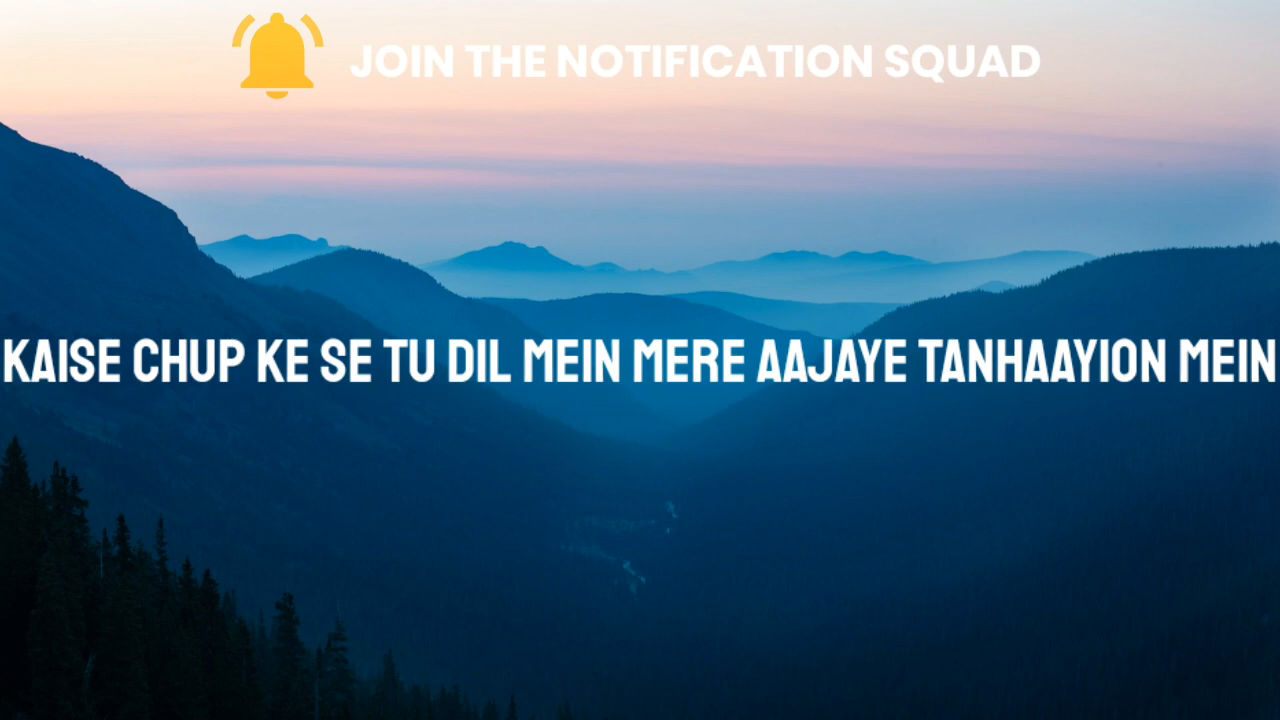 JOIN THE NOTIFICATION SQUAD
KAISE CHUP KE SE TU DIL MEIN MERE AAJAYE TANHAAYION MEIN